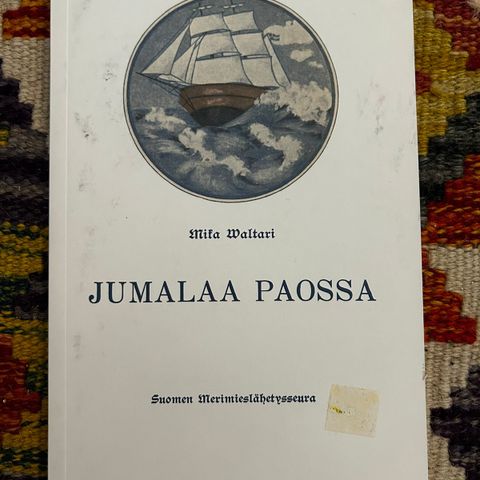 Mika Waltari
JUMALAA PAOSSA
Suomen Merimieslähetysseura